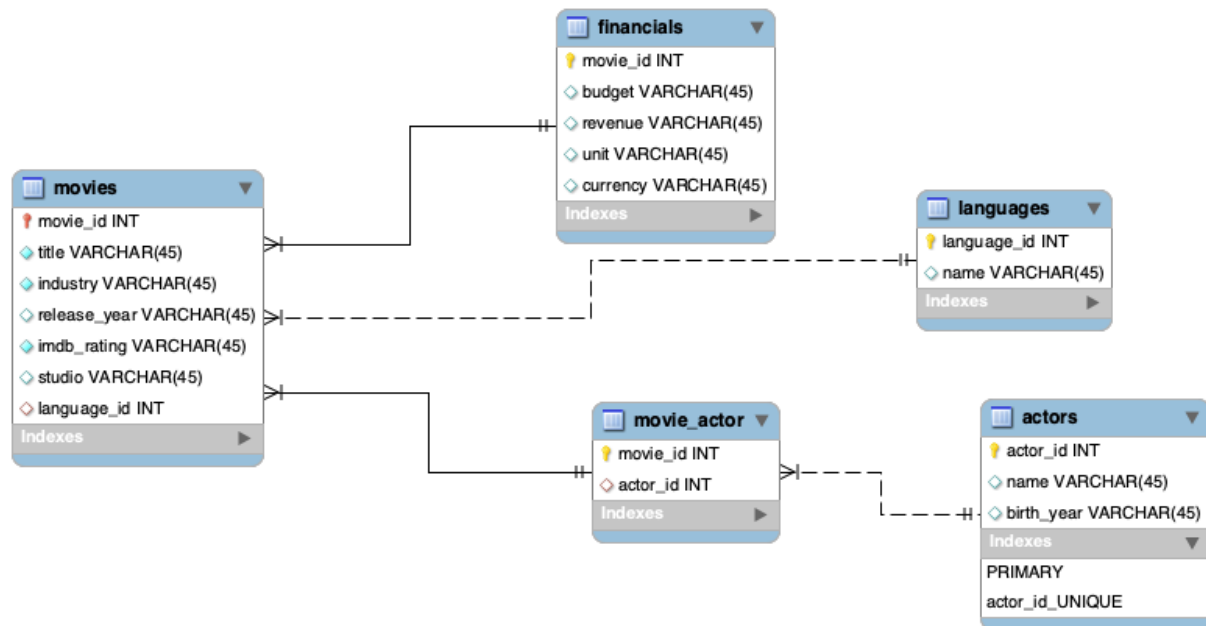 financials
movie_id INT
budget VARCHAR(45)
revenue VARCHAR(45)
unit VARCHAR(45)
currency VARCHAR(45)
Indexes
movies
movie_id INT
title VARCHAR(45)
industry VARCHAR(45)
release_year VARCHAR(45)
imdb_rating VARCHAR(45)
studio VARCHAR(45)
language_id INT
Indexes
languages
language_id INT
name VARCHAR(45)
Indexes
movie_actor
movie_id INT
actor_id INT
Indexes
actors
actor_id INT
name VARCHAR(45)
birth_year VARCHAR(45)
Indexes
PRIMARY
actor_id_UNIQUE